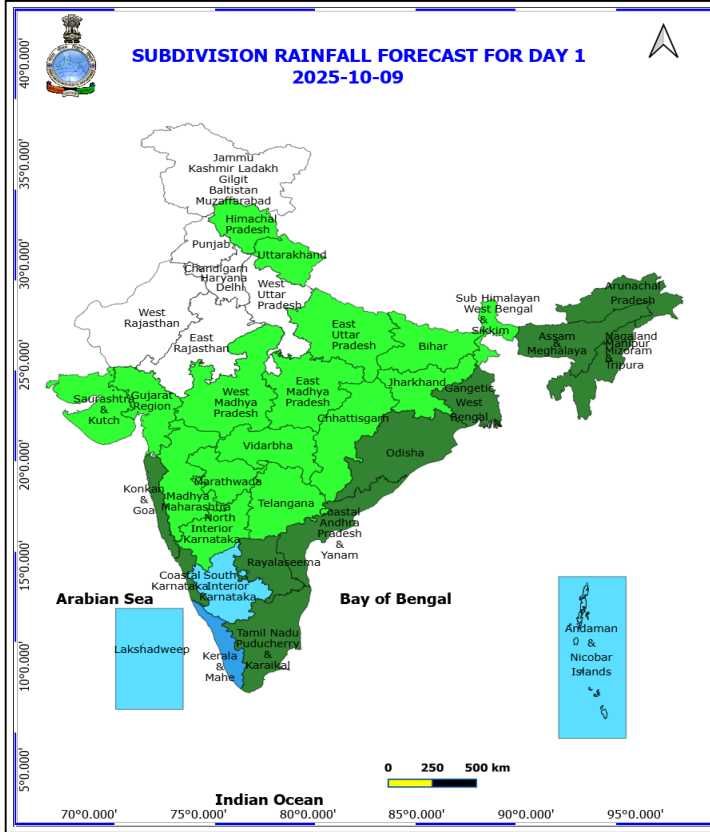 SUBDIVISION RAINFALL FORECAST FOR DAY 1
2025-10-09
40°0.000'
35°0.000'
30°0.000'
25°0.000'
20°0.000'
15°0.000'
10°0.000'
5°0.000'
Jammu
Kashmir Ladakh
Gilgit
Baltistan
Muzaffarabad
Himachal
Pradesh
Punjab
Uttarakhand
Chandigarh
Haryana
Delhi
West
Uttar
Pradesh
West
Rajasthan
East
Rajasthan
East
Uttar
Pradesh
Bihar
Sub Himalayan
West Bengal
&
Sikkim
Arunachal
Pradesh
Assam
&
Meghalaya
Nagaland
Manipur
Mizoram
&
Tripura
Saurashtra
&
Kutch
Gujarat
Region
West
Madhya
Pradesh
East
Madhya
Pradesh
Jharkhand
Gangetic
West
Bengal
Chhattisgarh
Vidarbha
Odisha
Konkan
&
Goa
Madhya
Maharashtra
Marathwada
Telangana
North
Interior
Karnataka
Coastal
Andhra
Pradesh
&
Yanam
Rayalaseema
Coastal
Karnataka
South
Interior
Karnataka
Arabian Sea
Bay of Bengal
Lakshadweep
Kerala
&
Mahe
Tamil Nadu
Puducherry
&
Karaikal
Andaman
&
Nicobar
Islands
0 250 500 km
Indian Ocean
70°0.000' 75°0.000' 80°0.000' 85°0.000' 90°0.000' 95°0.000'